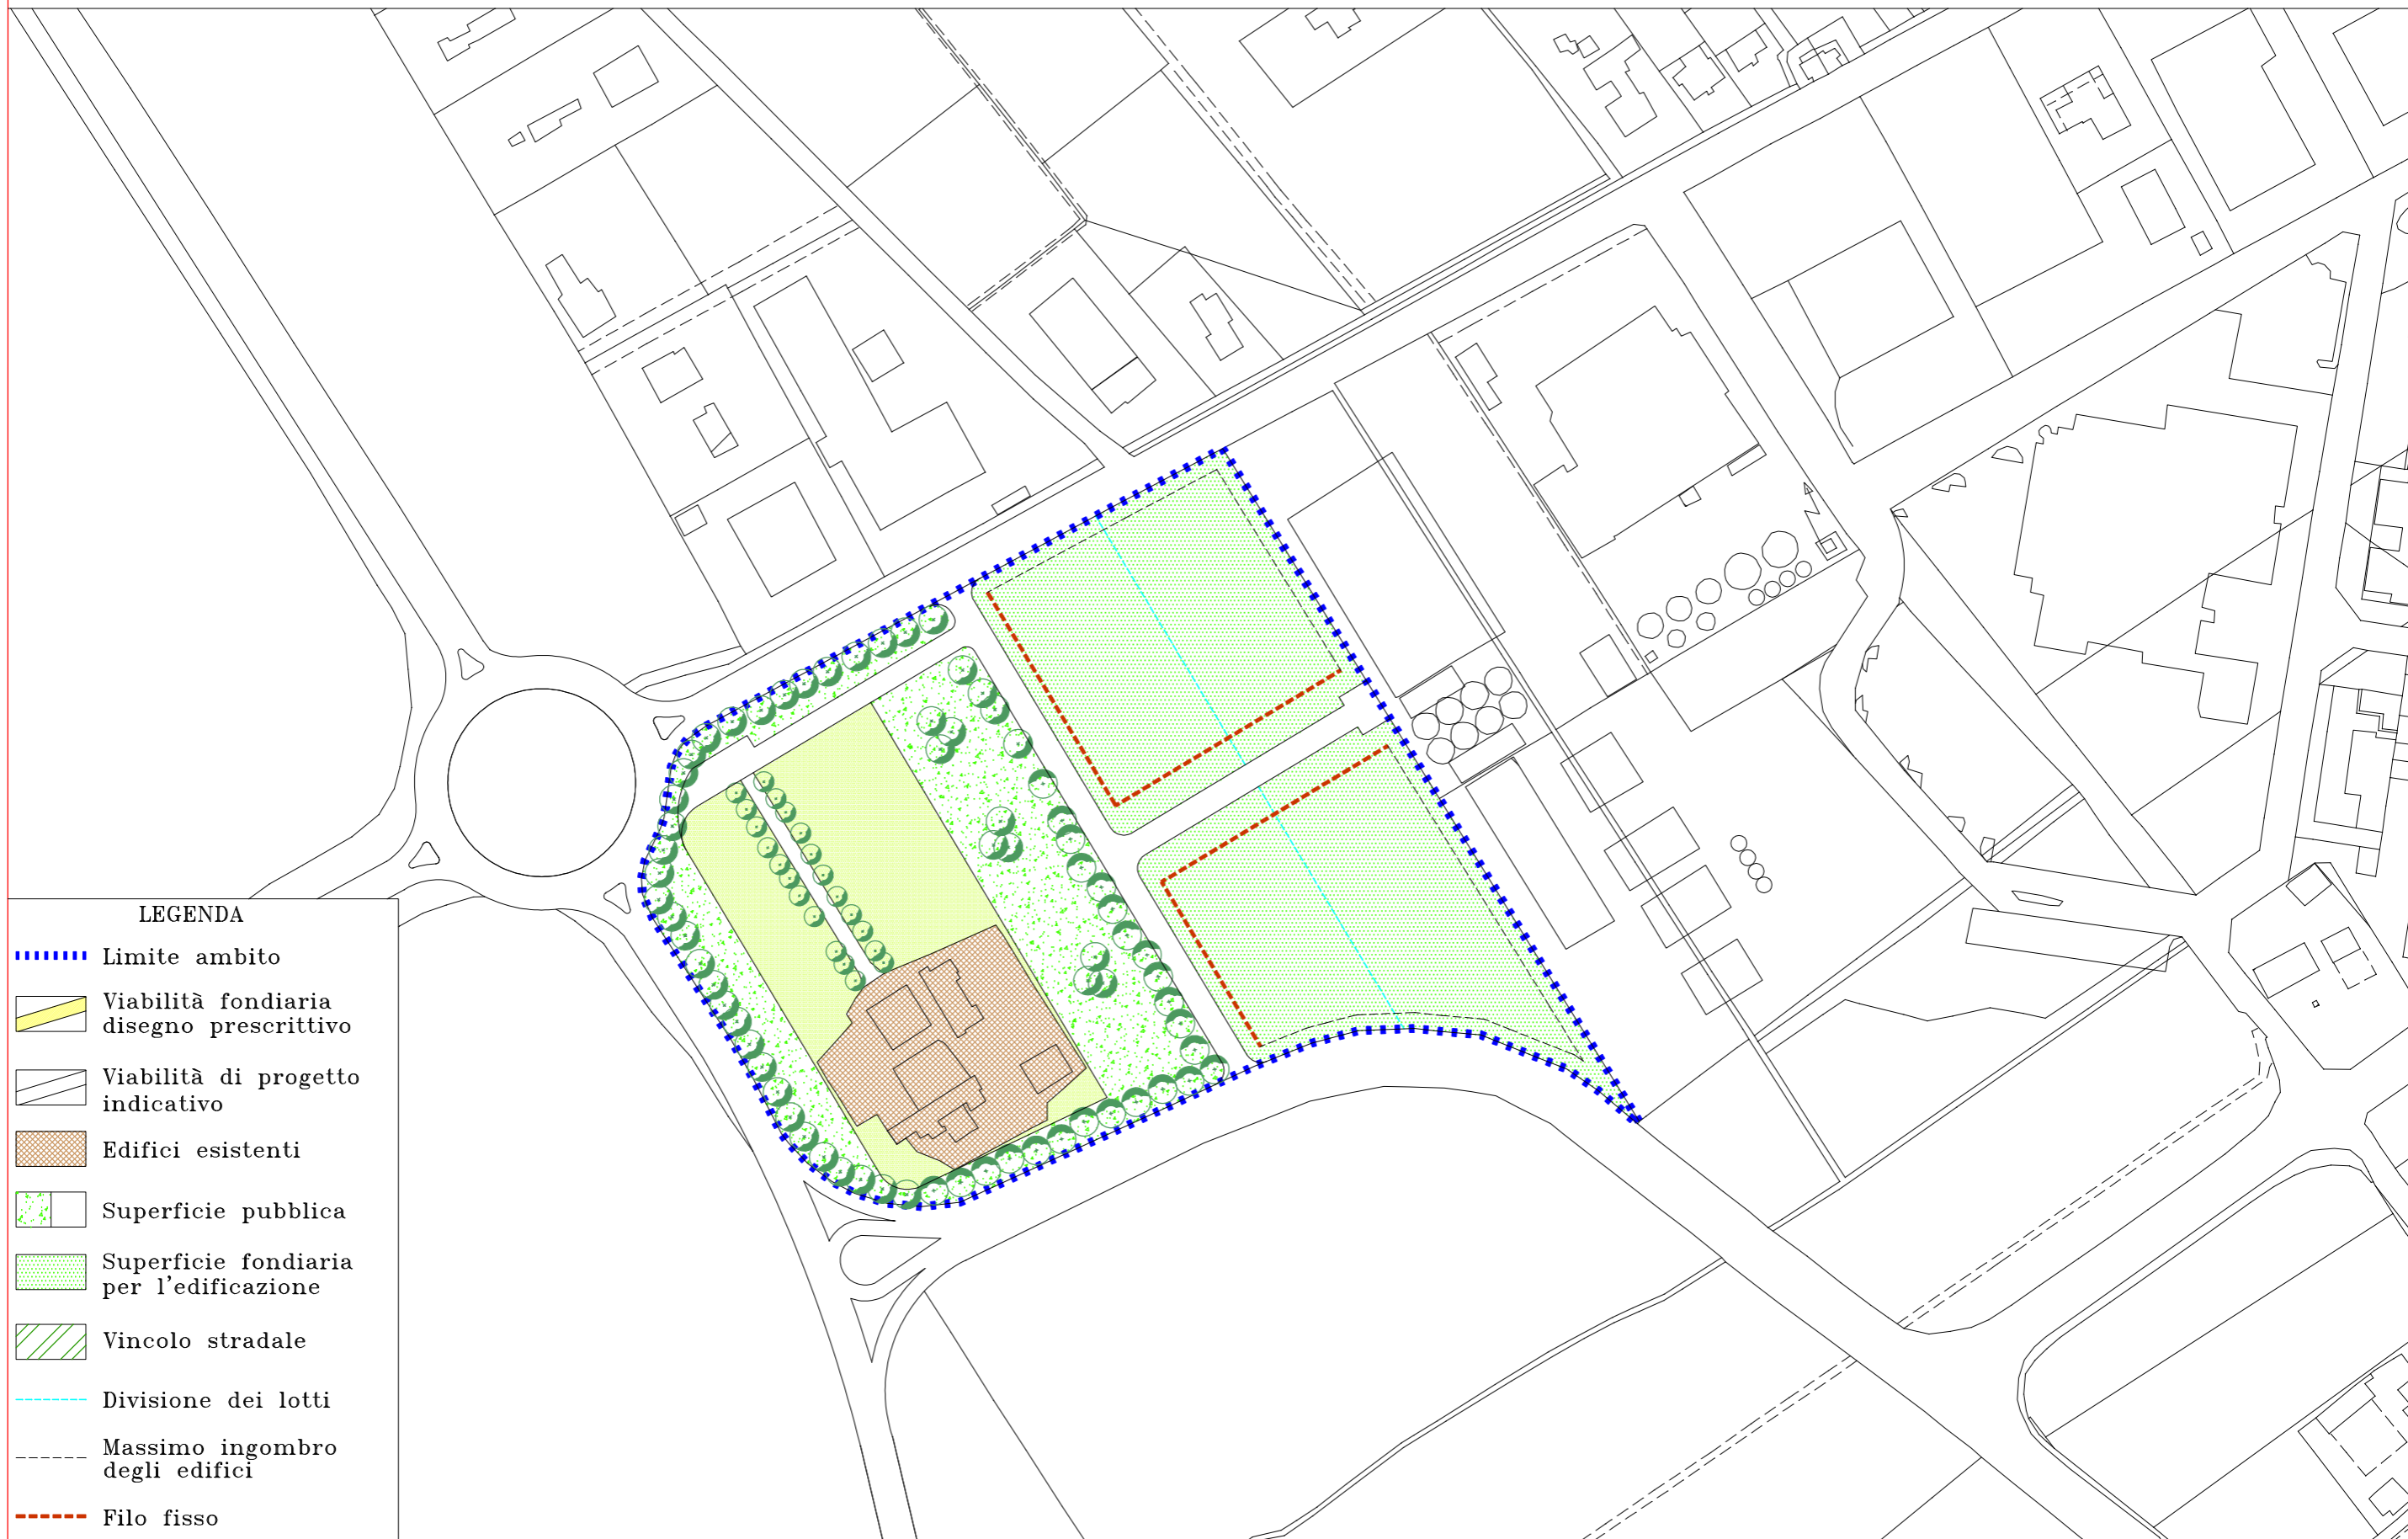 LEGENDA
Limite ambito
Viabilità fondiaria
disegno prescrittivo
Viabilità di progetto
indicativo
Edifici esistenti
Superficie pubblica
Superficie fondiaria
per l'edificazione
Vincolo stradale
Divisione dei lotti
Massimo ingombro
degli edifici
Filo fisso